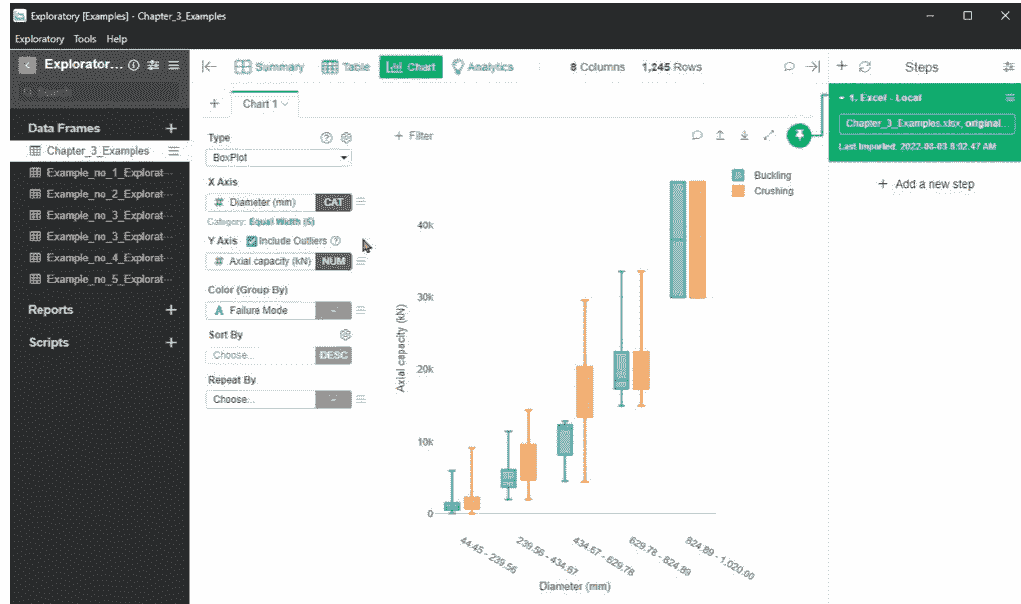 Exploratory [Examples] - Chapter_3_Examples
Exploratory Tools Help
Explorator...
Search
Data Frames
Chapter_3_Examples
Example_no_1_Explorat...
Example_no_2_Explorat...
Example_no_3_Explorat...
Example_no_3_Explorat...
Example_no_4_Explorat...
Example_no_5_Explorat...
Reports
Scripts
Summary Table Chart Analytics 8 Columns 1,245 Rows
Chart 1
Type
BoxPlot
X Axis
# Diameter (mm) CAT
Category: Equal Width (5)
Y Axis Include Outliers
# Axial capacity (kN) NUM
Color (Group By)
A Failure Mode -
Sort By
Choose... DESC
Repeat By
Choose... -
+ Filter
Buckling
Crushing
Axial capacity (kN)
40k
30k
20k
10k
0
44.45 - 239.56
239.56 - 434.67
434.67 - 629.78
629.78 - 824.89
824.89 - 1,020.00
Diameter (mm)
Steps
1. Excel - Local
Chapter_3_Examples.xlsx, original...
Last Imported: 2022-08-03 8:02:47 AM
+ Add a new step